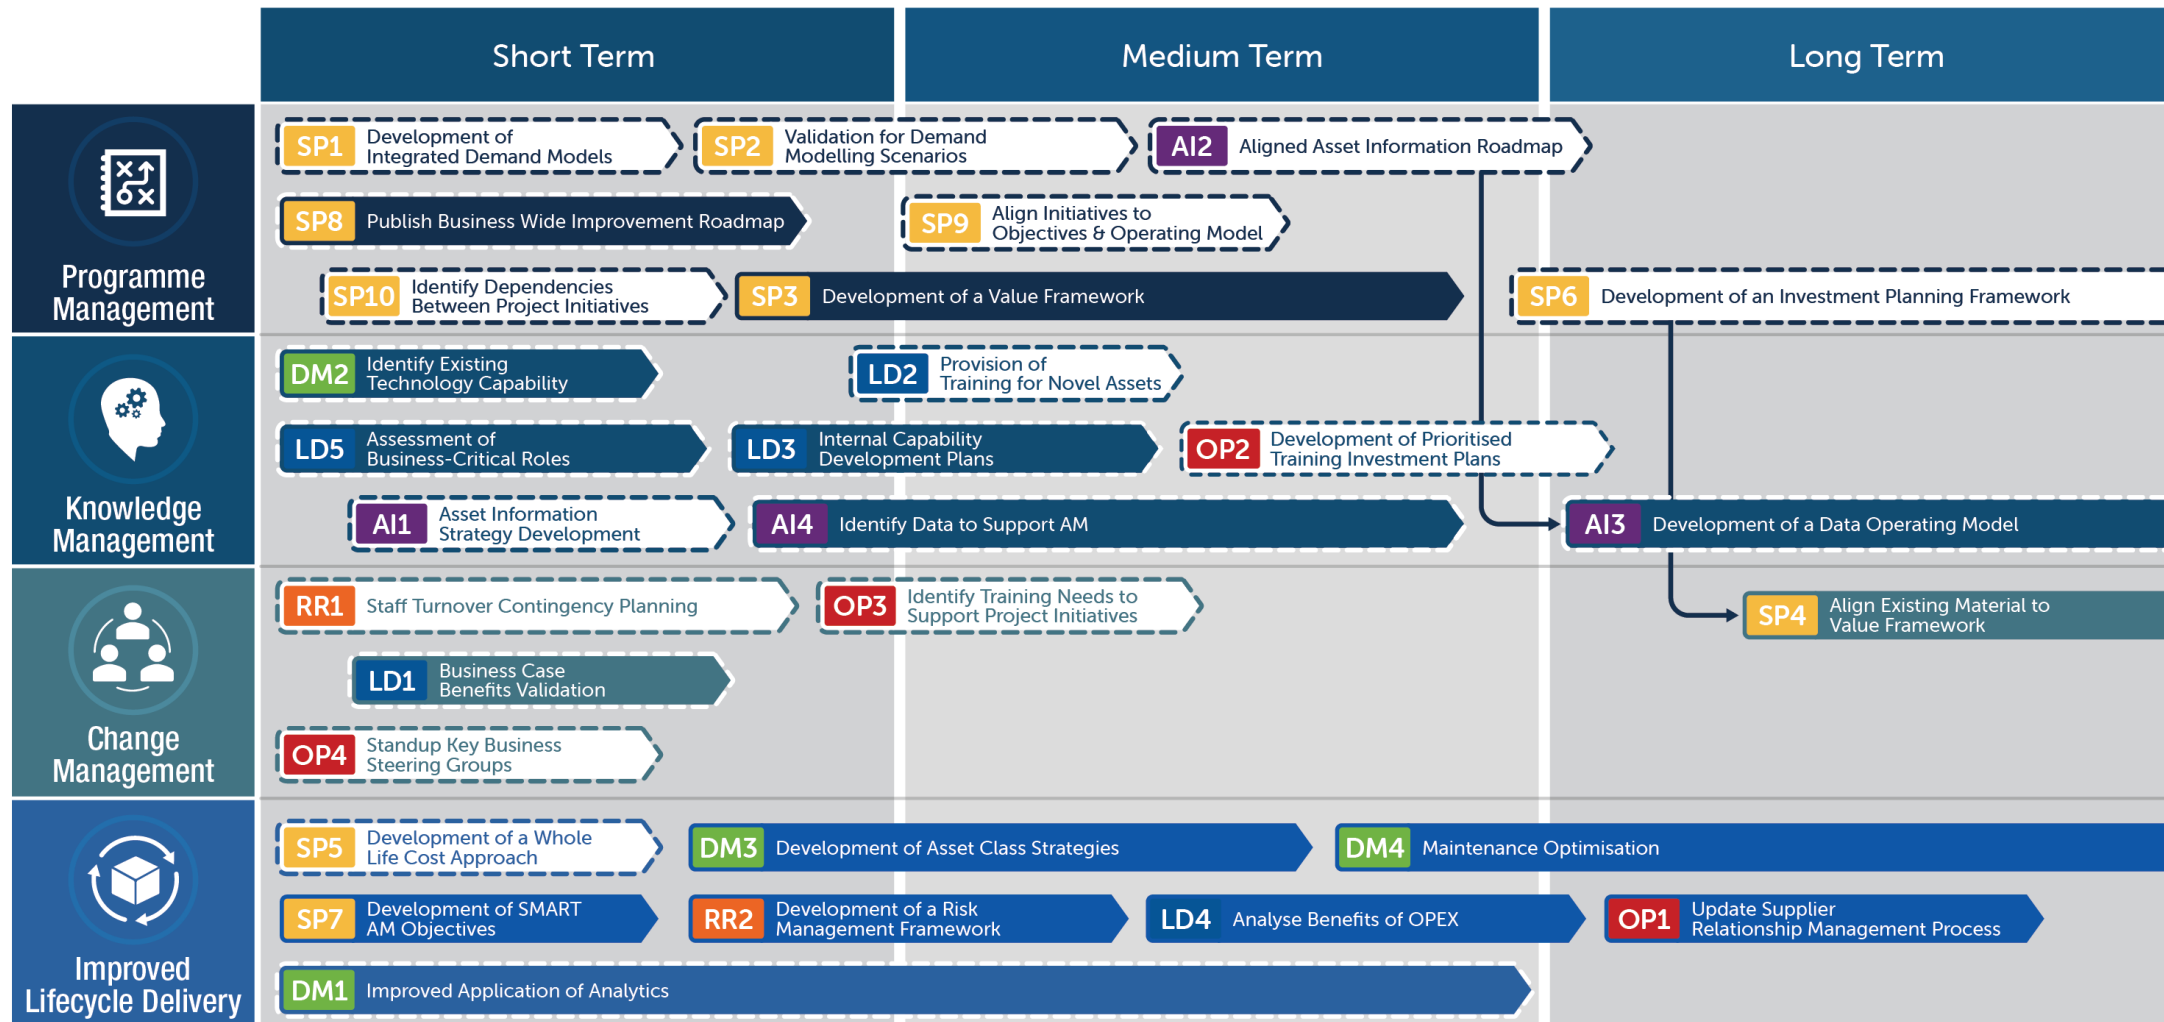 Short Term
Medium Term
Long Term
Programme
Management
SP1
Development of
Integrated Demand Models
SP2
Validation for Demand
Modelling Scenarios
AI2
Aligned Asset Information Roadmap
SP8
Publish Business Wide Improvement Roadmap
SP9
Align Initiatives to
Objectives & Operating Model
SP10
Identify Dependencies
Between Project Initiatives
SP3
Development of a Value Framework
SP6
Development of an Investment Planning Framework
Knowledge
Management
DM2
Identify Existing
Technology Capability
LD2
Provision of
Training for Novel Assets
LD5
Assessment of
Business-Critical Roles
LD3
Internal Capability
Development Plans
OP2
Development of Prioritised
Training Investment Plans
AI1
Asset Information
Strategy Development
AI4
Identify Data to Support AM
AI3
Development of a Data Operating Model
Change
Management
RR1
Staff Turnover Contingency Planning
OP3
Identify Training Needs to
Support Project Initiatives
SP4
Align Existing Material to
Value Framework
LD1
Business Case
Benefits Validation
OP4
Standup Key Business
Steering Groups
Improved
Lifecycle Delivery
SP5
Development of a Whole
Life Cost Approach
DM3
Development of Asset Class Strategies
DM4
Maintenance Optimisation
SP7
Development of SMART
AM Objectives
RR2
Development of a Risk
Management Framework
LD4
Analyse Benefits of OPEX
OP1
Update Supplier
Relationship Management Process
DM1
Improved Application of Analytics